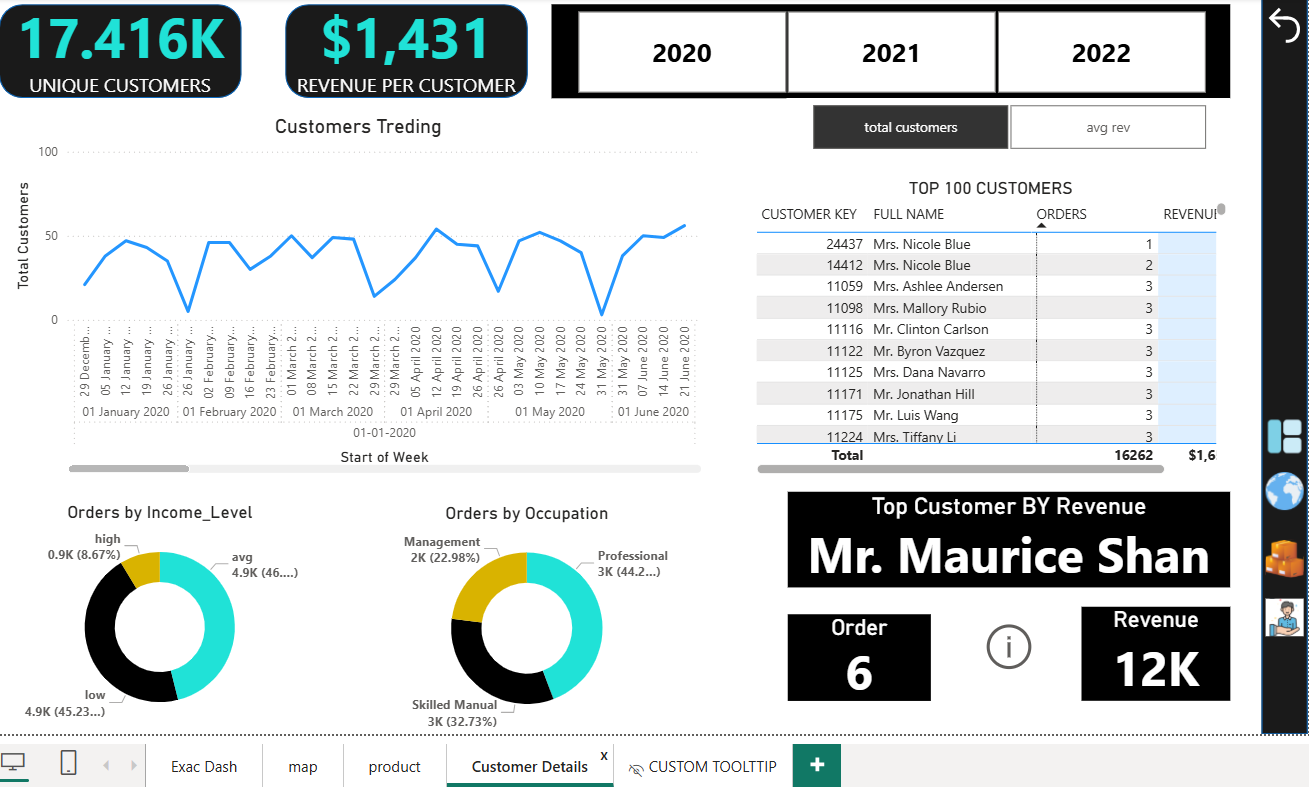 17.416K
UNIQUE CUSTOMERS
$1,431
REVENUE PER CUSTOMER
2020
2021
2022
total customers
avg rev
Customers Treding
Total Customers
100
50
0
29 Decemb...
05 January ...
12 January ...
19 January ...
26 January...
26 January ...
02 February...
09 February...
16 February...
23 February...
01 March 2...
08 March 2...
15 March 2...
22 March 2...
29 March 2...
29 March 2...
05 April 2020
12 April 2020
19 April 2020
26 April 2020
26 April 2020
03 May 2020
10 May 2020
17 May 2020
24 May 2020
31 May 2020
31 May 2020
07 June 2020
14 June 2020
21 June 2020
01 January 2020
01 February 2020
01 March 2020
01 April 2020
01 May 2020
01 June 2020
01-01-2020
Start of Week
TOP 100 CUSTOMERS
CUSTOMER KEY FULL NAME ORDERS REVENU
24437 Mrs. Nicole Blue 1
14412 Mrs. Nicole Blue 2
11059 Mrs. Ashlee Andersen 3
11098 Mrs. Mallory Rubio 3
11116 Mr. Clinton Carlson 3
11122 Mr. Byron Vazquez 3
11125 Mrs. Dana Navarro 3
11171 Mr. Jonathan Hill 3
11175 Mr. Luis Wang 3
11224 Mrs. Tiffany Li 3
Total 16262 $1,6
Orders by Income_Level
high
0.9K (8.67%)
avg
4.9K (46....)
low
4.9K (45.23...)
Orders by Occupation
Management
2K (22.98%)
Professional
3K (44.2...)
Skilled Manual
3K (32.73%)
Top Customer BY Revenue
Mr. Maurice Shan
Order
6
i
Revenue
12K
Exac Dash
map
product
Customer Details
x
CUSTOM TOOLTTIP
+